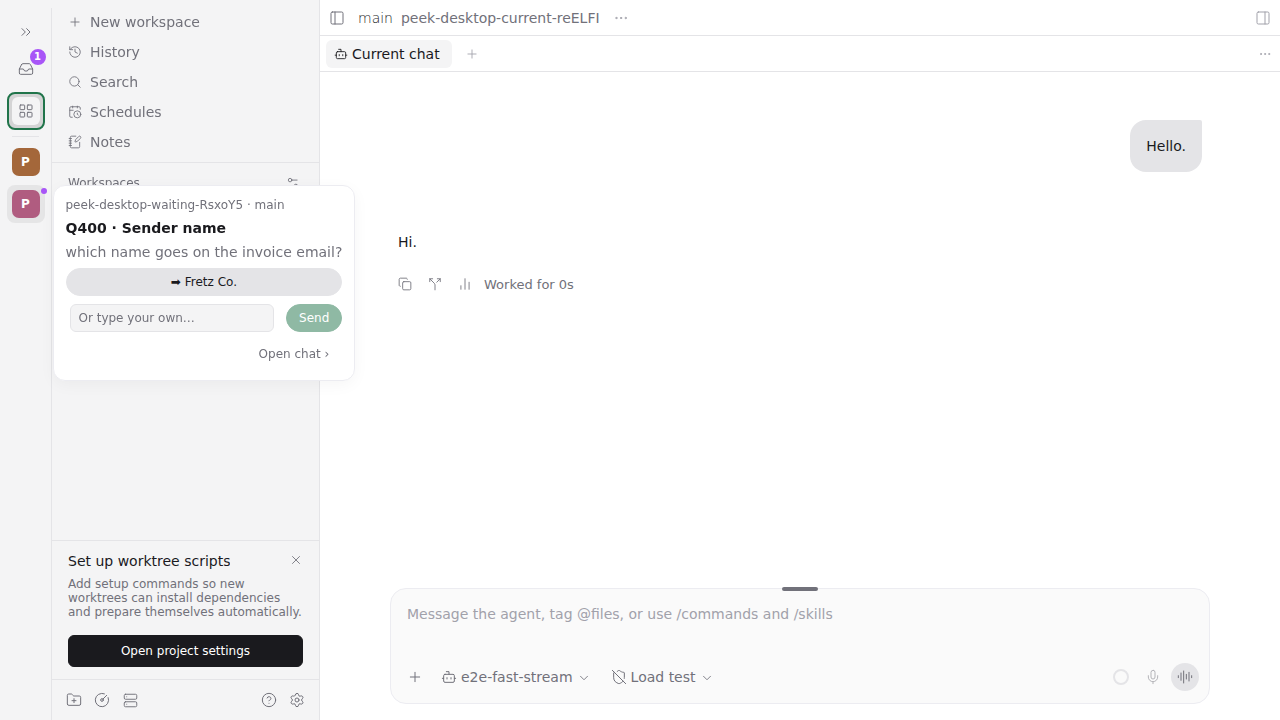 New workspace
1
History
Search
Schedules
Notes
P
P
Workspaces
peek-desktop-waiting-RsxoY5 · main
Q400 · Sender name
which name goes on the invoice email?
➡ Fretz Co.
Or type your own...
Send
Open chat ›
Set up worktree scripts
Add setup commands so new
worktrees can install dependencies
and prepare themselves automatically.
Open project settings
main peek-desktop-current-reELFI
Current chat
Hello.
Hi.
Worked for 0s
Message the agent, tag @files, or use /commands and /skills
e2e-fast-stream
Load test